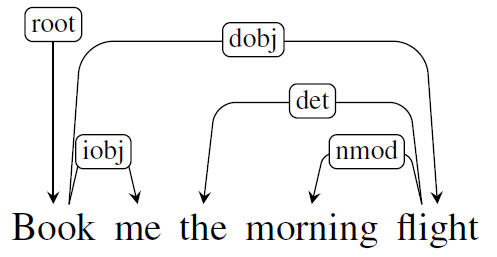 root
dobj
det
iobj
nmod
Book me the morning flight